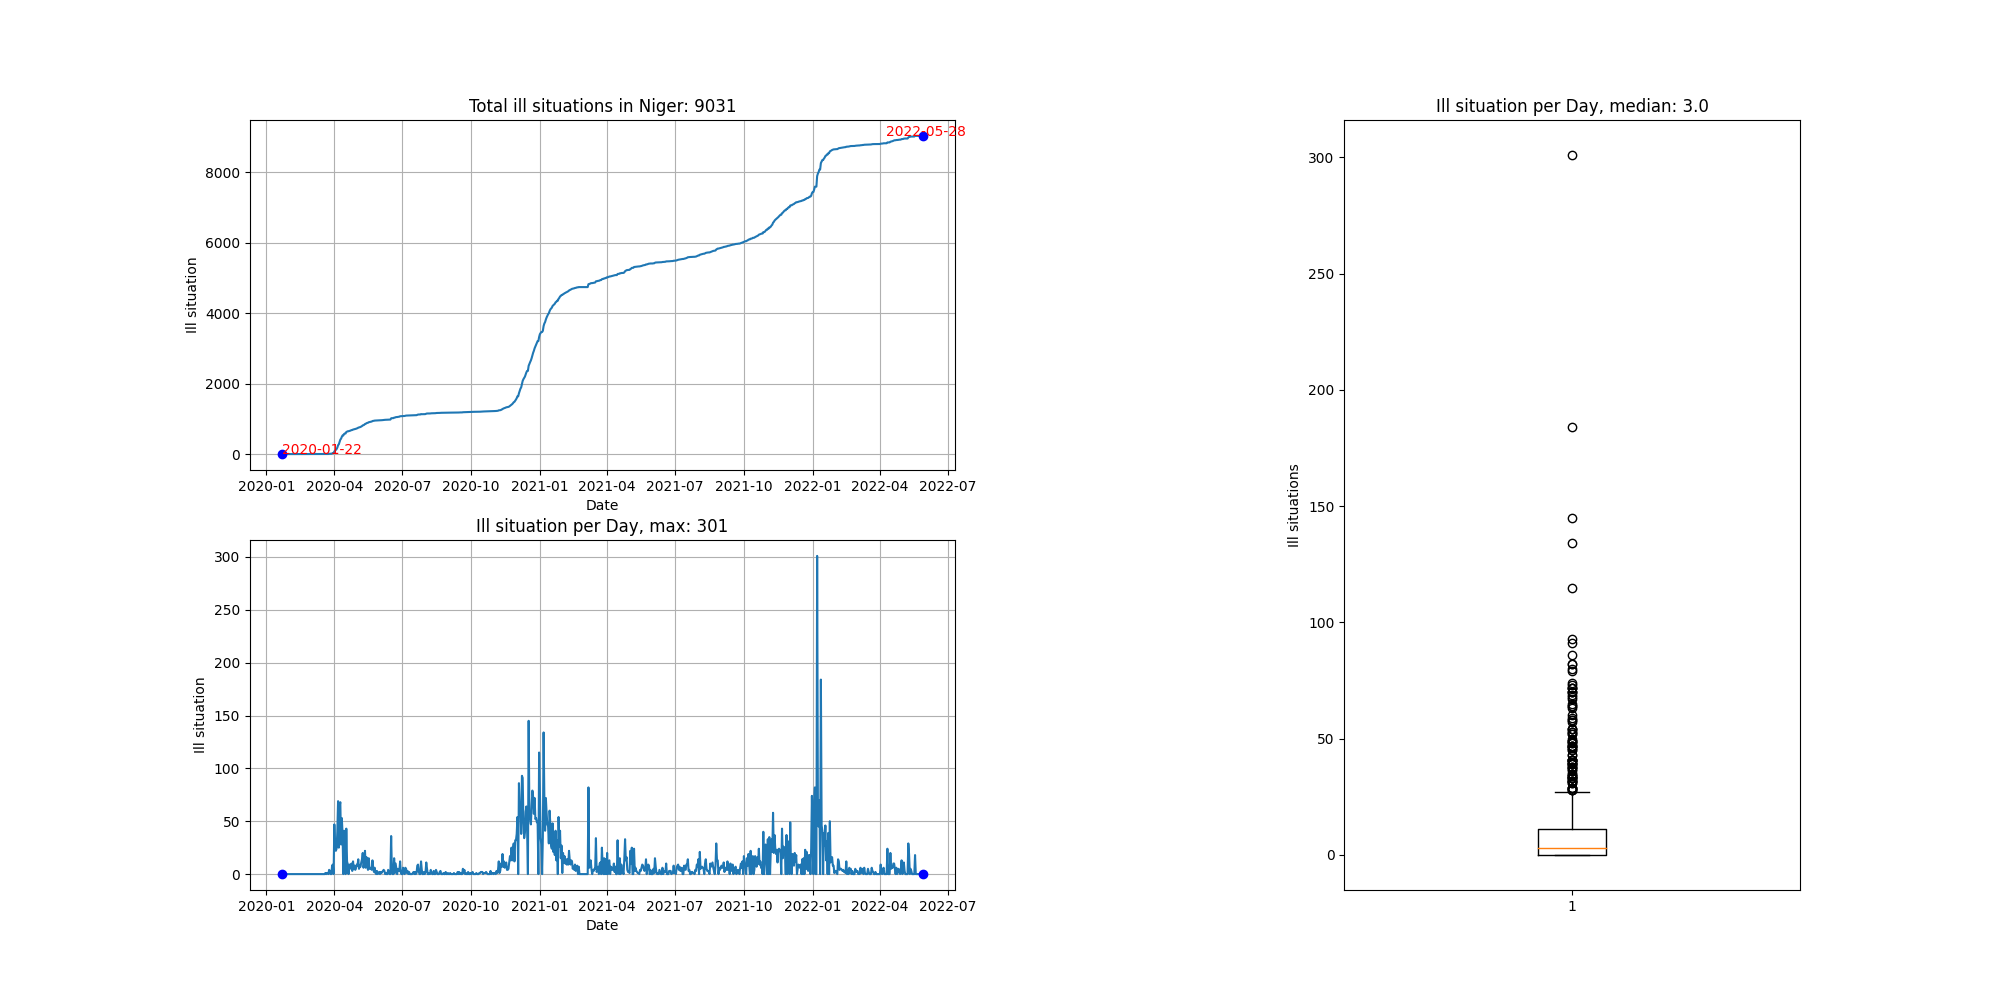 Total ill situations in Niger: 9031
Ill situation
8000
6000
4000
2000
0
2022-05-28
2020-01-22
2020-01 2020-04 2020-07 2020-10 2021-01 2021-04 2021-07 2021-10 2022-01 2022-04 2022-07
Date
Ill situation per Day, max: 301
Ill situation
300
250
200
150
100
50
0
2020-01 2020-04 2020-07 2020-10 2021-01 2021-04 2021-07 2021-10 2022-01 2022-04 2022-07
Date
Ill situation per Day, median: 3.0
Ill situations
300
250
200
150
100
50
0
1